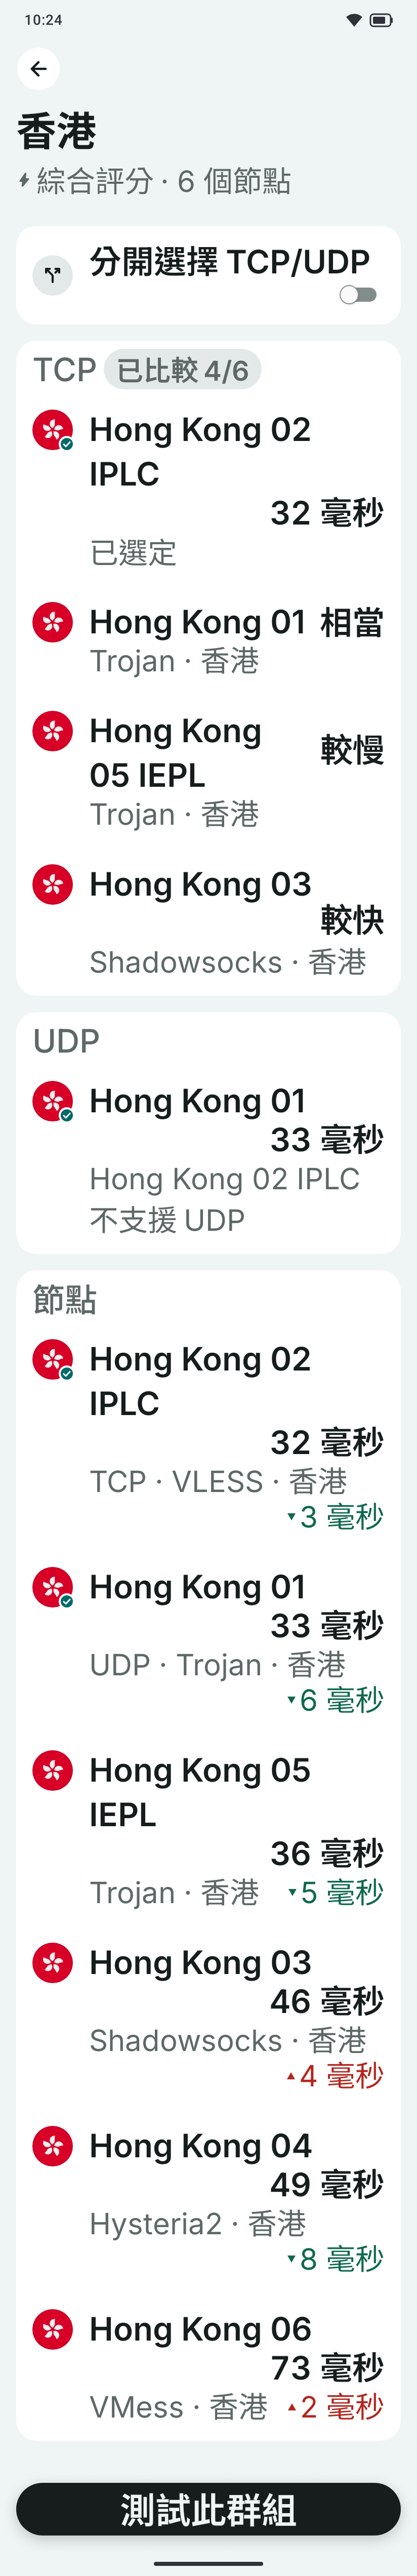 10:24
香港
綜合評分 · 6 個節點
分開選擇 TCP/UDP
TCP 已比較 4/6
Hong Kong 02
IPLC
32 毫秒
已選定
Hong Kong 01 相當
Trojan · 香港
Hong Kong
05 IEPL
較慢
Trojan · 香港
Hong Kong 03
較快
Shadowsocks · 香港
UDP
Hong Kong 01
33 毫秒
Hong Kong 02 IPLC
不支援 UDP
節點
Hong Kong 02
IPLC
32 毫秒
TCP · VLESS · 香港
▾3 毫秒
Hong Kong 01
33 毫秒
UDP · Trojan · 香港
▾6 毫秒
Hong Kong 05
IEPL
36 毫秒
Trojan · 香港 ▾5 毫秒
Hong Kong 03
46 毫秒
Shadowsocks · 香港
▴4 毫秒
Hong Kong 04
49 毫秒
Hysteria2 · 香港
▾8 毫秒
Hong Kong 06
73 毫秒
VMess · 香港 ▴2 毫秒
測試此群組